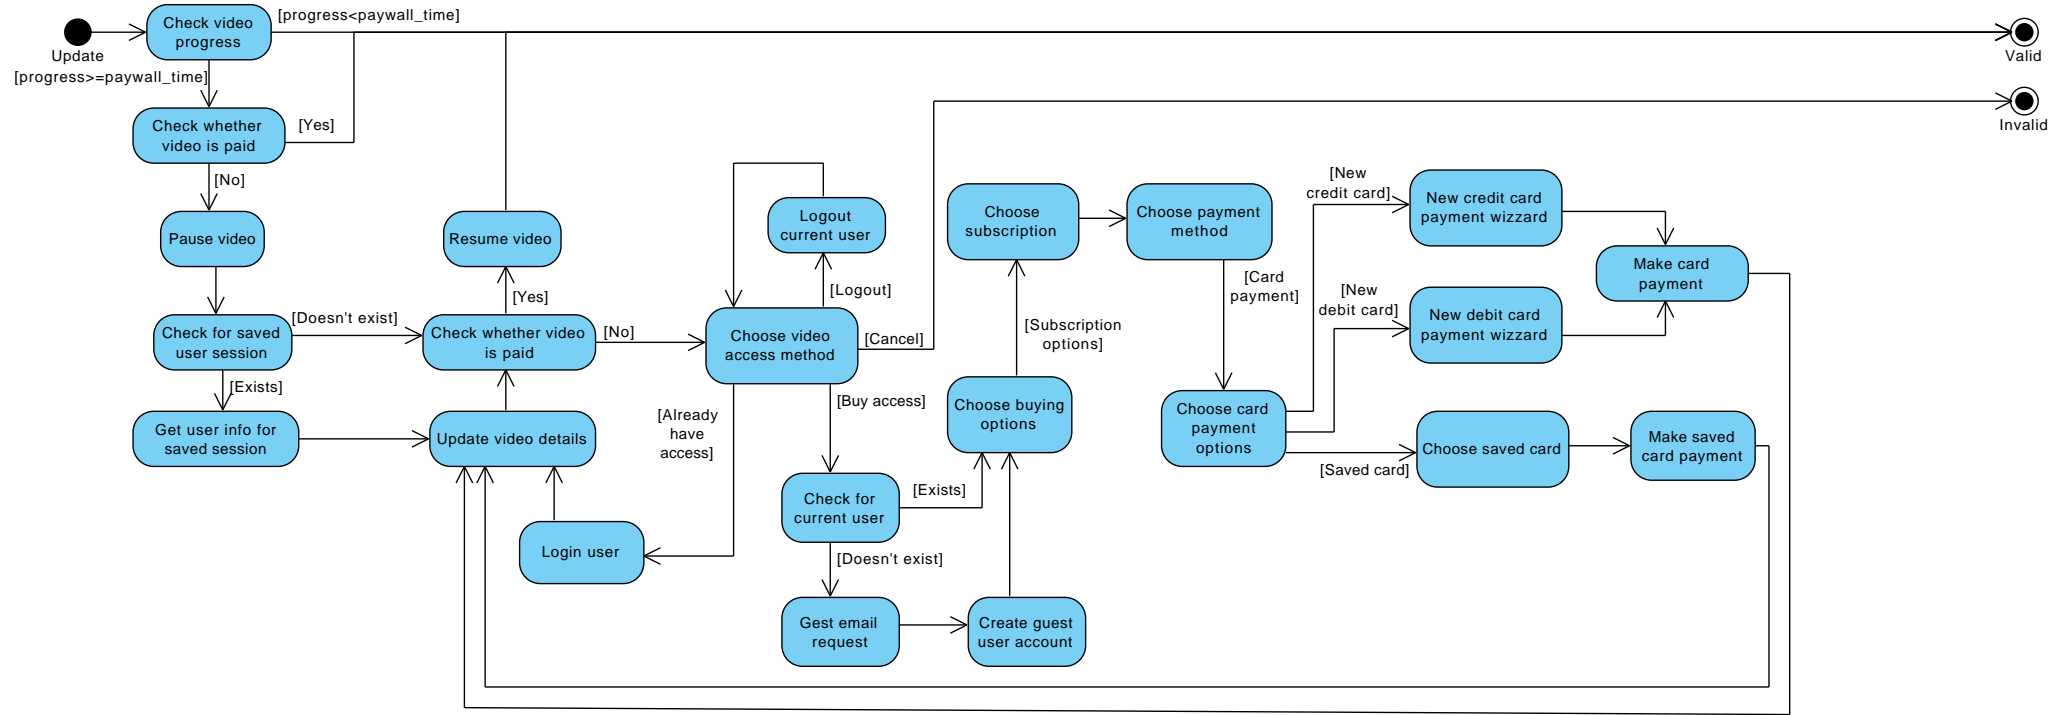 Check video
progress
[progress<paywall_time]
Update
Valid
[progress>=paywall_time]
Check whether
video is paid
[Yes]
Invalid
[No]
Pause video
Resume video
Logout
current user
Choose
subscription
Choose payment
method
[New
credit card]
New credit card
payment wizzard
Make card
payment
[Yes]
[Logout]
[Card
payment]
[New
debit card]
New debit card
payment wizzard
Check for saved
user session
[Doesn't exist]
Check whether video
is paid
[No]
Choose video
access method
[Cancel]
[Subscription
options]
[Exists]
[Already
have
access]
[Buy access]
Choose buying
options
Choose card
payment
options
[Saved card]
Choose saved card
Make saved
card payment
Get user info for
saved session
Update video details
Check for
current user
[Exists]
Login user
[Doesn't exist]
Gest email
request
Create guest
user account